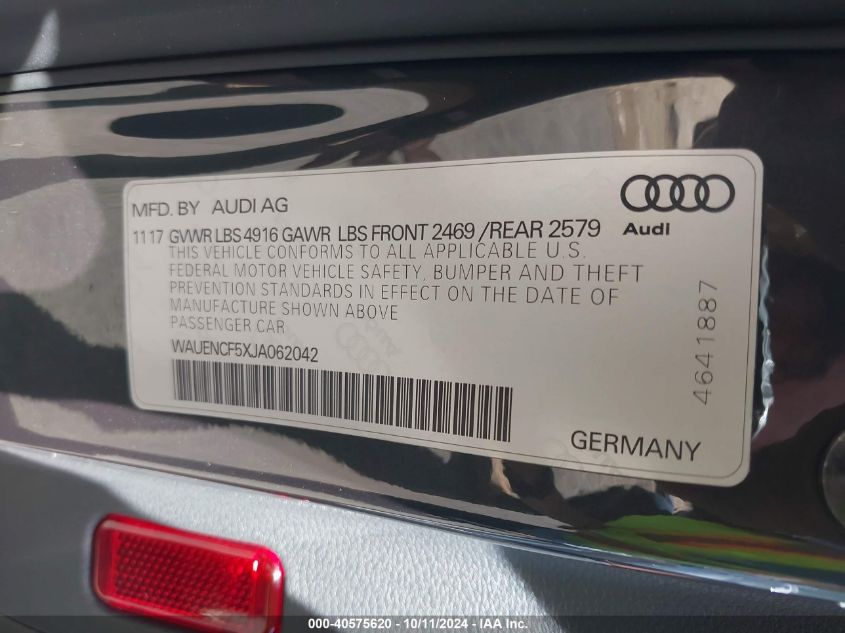 MFD. BY AUDI AG
Audi
11 17 GVWR LBS 4916 GAWR LBS FRONT 2469 /REAR 2579
THIS VEHICLE CONFORMS TO ALL APPLICABLE U.S.
FEDERAL MOTOR VEHICLE SAFETY, BUMPER AND THEFT
PREVENTION STANDARDS IN EFFECT ON THE DATE OF
MANUFACTURE SHOWN ABOVE
PASSENGER CAR
WAUENCF5XJA062042
4641887
GERMANY
000-40575620 - 10/11/2024 - IAA Inc.